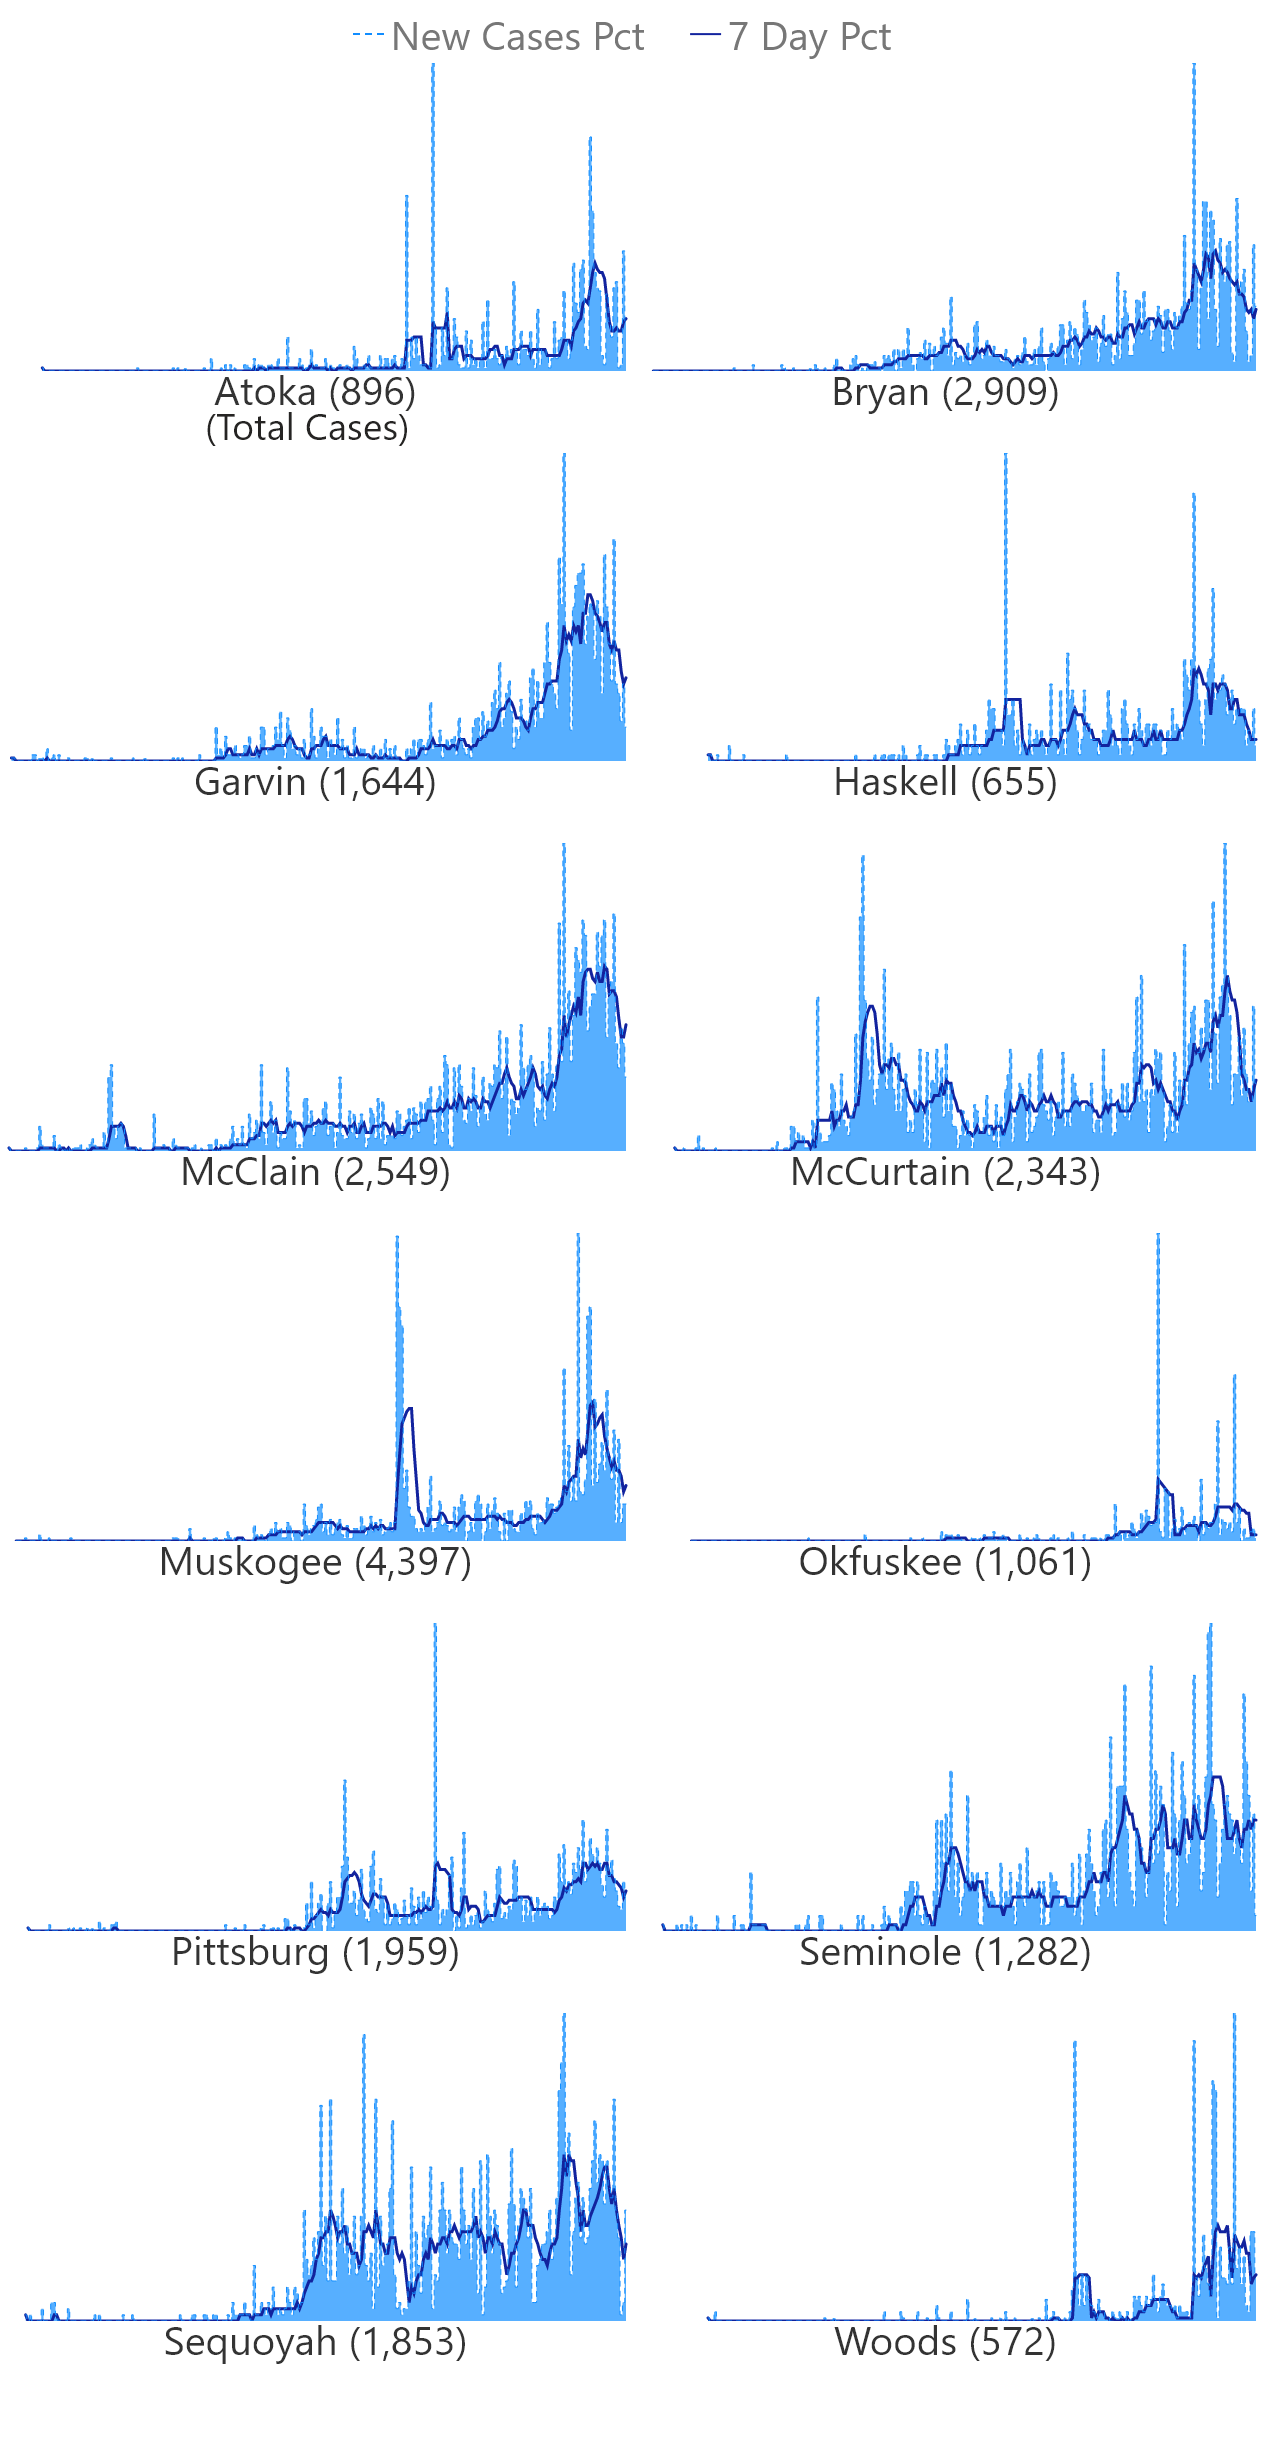 New Cases Pct 7 Day Pct
Atoka (896) Bryan (2,909)
(Total Cases)
Garvin (1,644) Haskell (655)
McClain (2,549) McCurtain (2,343)
Muskogee (4,397) Okfuskee (1,061)
Pittsburg (1,959) Seminole (1,282)
Sequoyah (1,853) Woods (572)